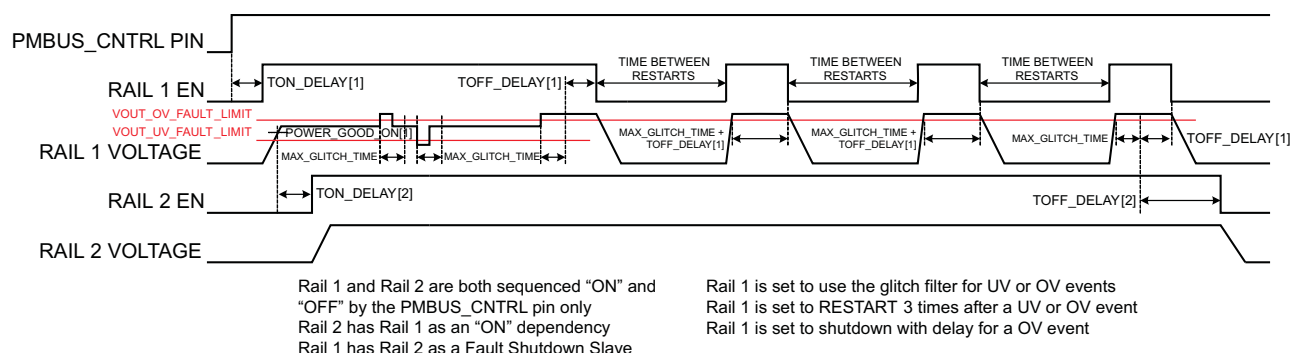 PMBUS_CNTRL PIN
TIME BETWEEN
RESTARTS
TIME BETWEEN
RESTARTS
TIME BETWEEN
RESTARTS
RAIL 1 EN
TON_DELAY[1]
TOFF_DELAY[1]
VOUT_OV_FAULT_LIMIT
VOUT_UV_FAULT_LIMIT
POWER_GOOD_ON[1]
RAIL 1 VOLTAGE
MAX_GLITCH_TIME
MAX_GLITCH_TIME
MAX_GLITCH_TIME +
TOFF_DELAY[1]
MAX_GLITCH_TIME +
TOFF_DELAY[1]
MAX_GLITCH_TIME
TOFF_DELAY[1]
RAIL 2 EN
TON_DELAY[2]
TOFF_DELAY[2]
RAIL 2 VOLTAGE
Rail 1 and Rail 2 are both sequenced “ON” and
“OFF” by the PMBUS_CNTRL pin only
Rail 2 has Rail 1 as an “ON” dependency
Rail 1 has Rail 2 as a Fault Shutdown Slave
Rail 1 is set to use the glitch filter for UV or OV events
Rail 1 is set to RESTART 3 times after a UV or OV event
Rail 1 is set to shutdown with delay for a OV event